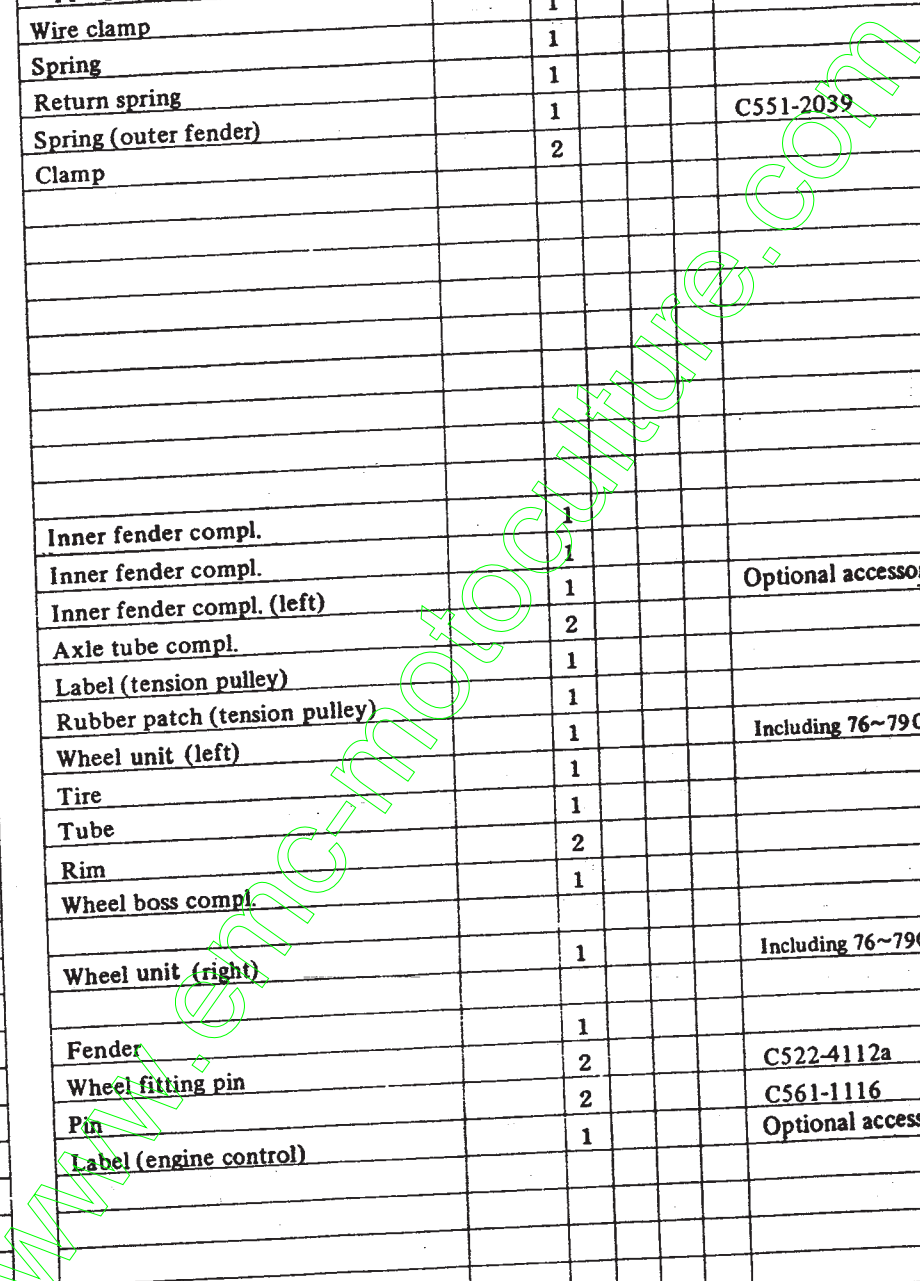 Wire clamp 1
Spring 1
Return spring 1
Spring (outer fender) 1 C551-2039
Clamp 2
Inner fender compl. 1
Inner fender compl. 1
Inner fender compl. (left) 1 Optional accessor
Axle tube compl. 2
Label (tension pulley) 1
Rubber patch (tension pulley) 1
Wheel unit (left) 1 Including 76~79
Tire 1
Tube 1
Rim 2
Wheel boss compl. 1
Wheel unit (right) 1 Including 76~79
Fender 1
Wheel fitting pin 2 C522-4112a
Pin 2 C561-1116
Label (engine control) 1 Optional access
www.emc-motoculture.com